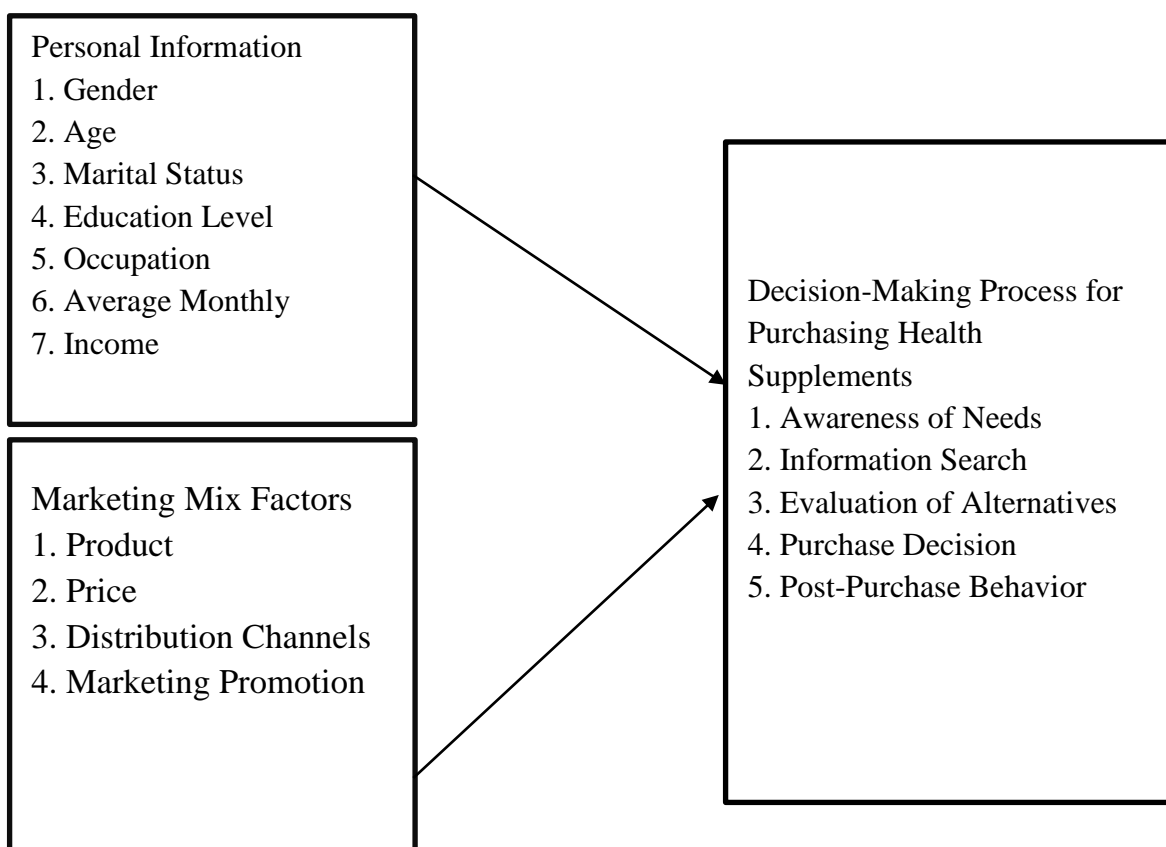 Personal Information
1. Gender
2. Age
3. Marital Status
4. Education Level
5. Occupation
6. Average Monthly
7. Income
Marketing Mix Factors
1. Product
2. Price
3. Distribution Channels
4. Marketing Promotion
Decision-Making Process for
Purchasing Health
Supplements
1. Awareness of Needs
2. Information Search
3. Evaluation of Alternatives
4. Purchase Decision
5. Post-Purchase Behavior